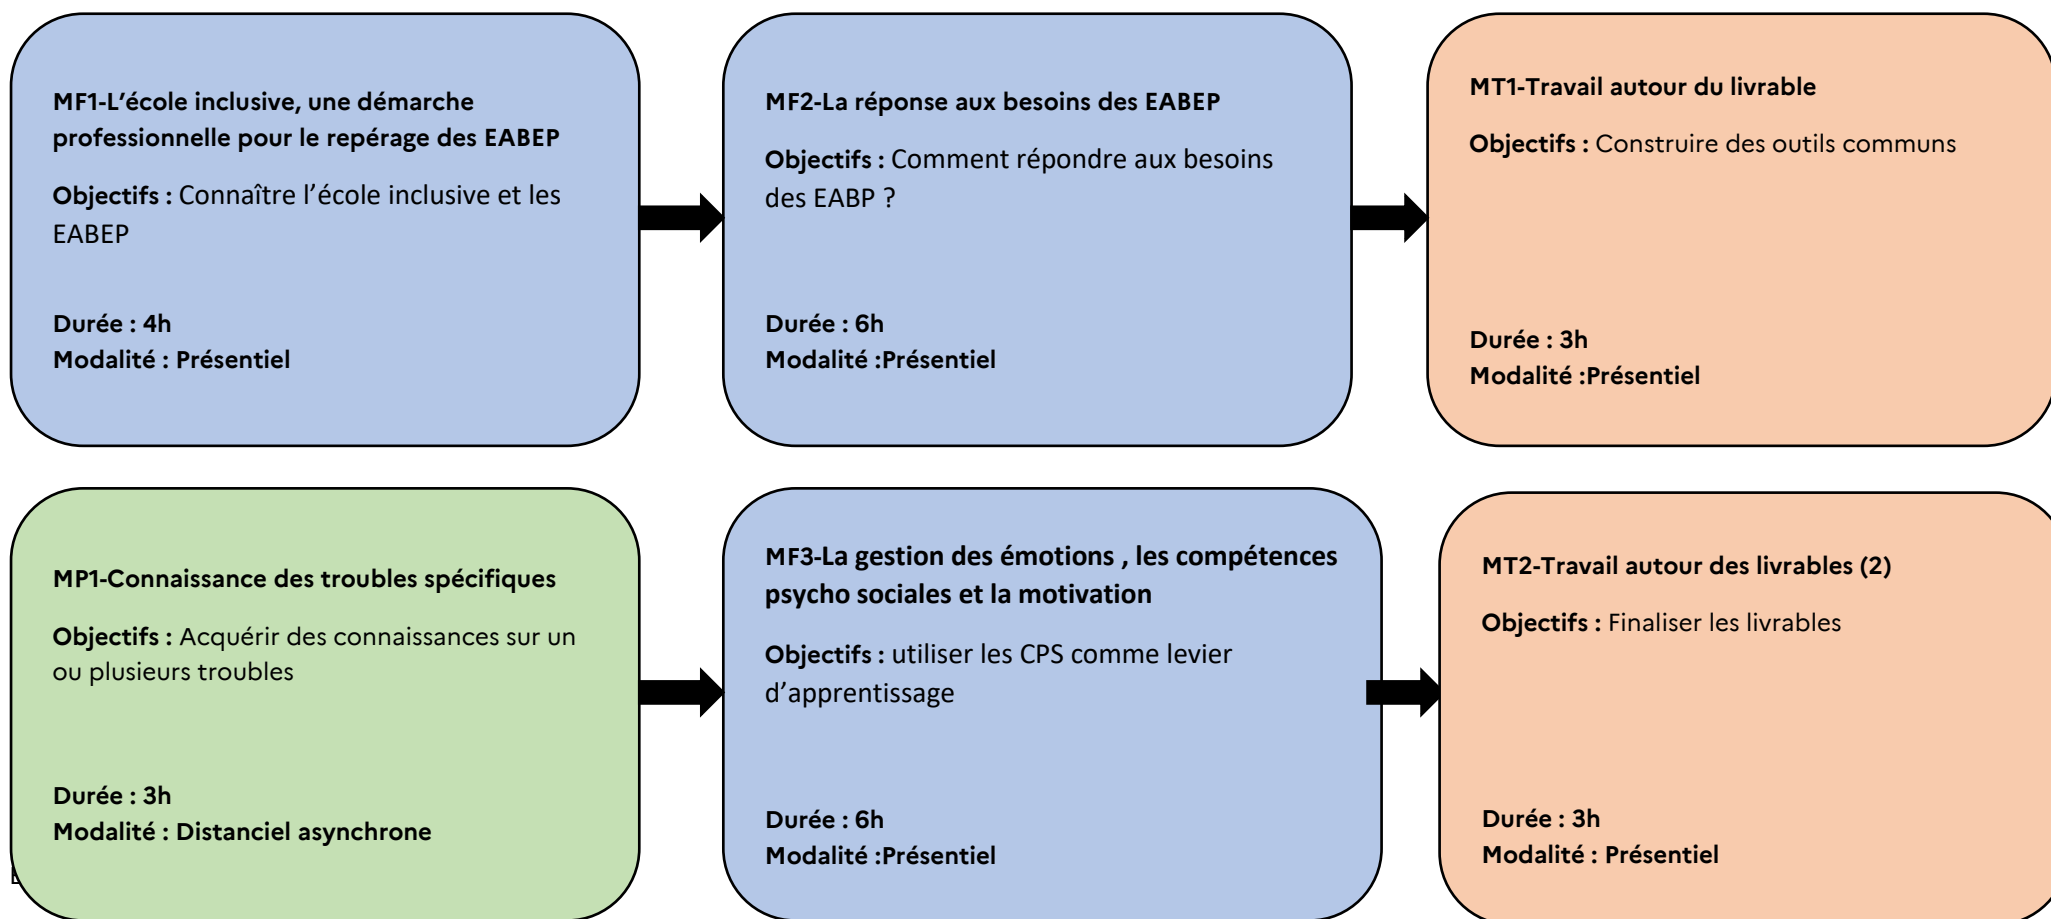 MF1-L'école inclusive, une démarche
professionnelle pour le repérage des EABEP
Objectifs : Connaître l'école inclusive et les
EABEP
Durée : 4h
Modalité : Présentiel
MF2-La réponse aux besoins des EABEP
Objectifs : Comment répondre aux besoins
des EABP ?
Durée : 6h
Modalité :Présentiel
MT1-Travail autour du livrable
Objectifs : Construire des outils communs
Durée : 3h
Modalité :Présentiel
MP1-Connaissance des troubles spécifiques
Objectifs : Acquérir des connaissances sur un
ou plusieurs troubles
Durée : 3h
Modalité : Distanciel asynchrone
MF3-La gestion des émotions , les compétences
psycho sociales et la motivation
Objectifs : utiliser les CPS comme levier
d'apprentissage
Durée : 6h
Modalité :Présentiel
MT2-Travail autour des livrables (2)
Objectifs : Finaliser les livrables
Durée : 3h
Modalité : Présentiel